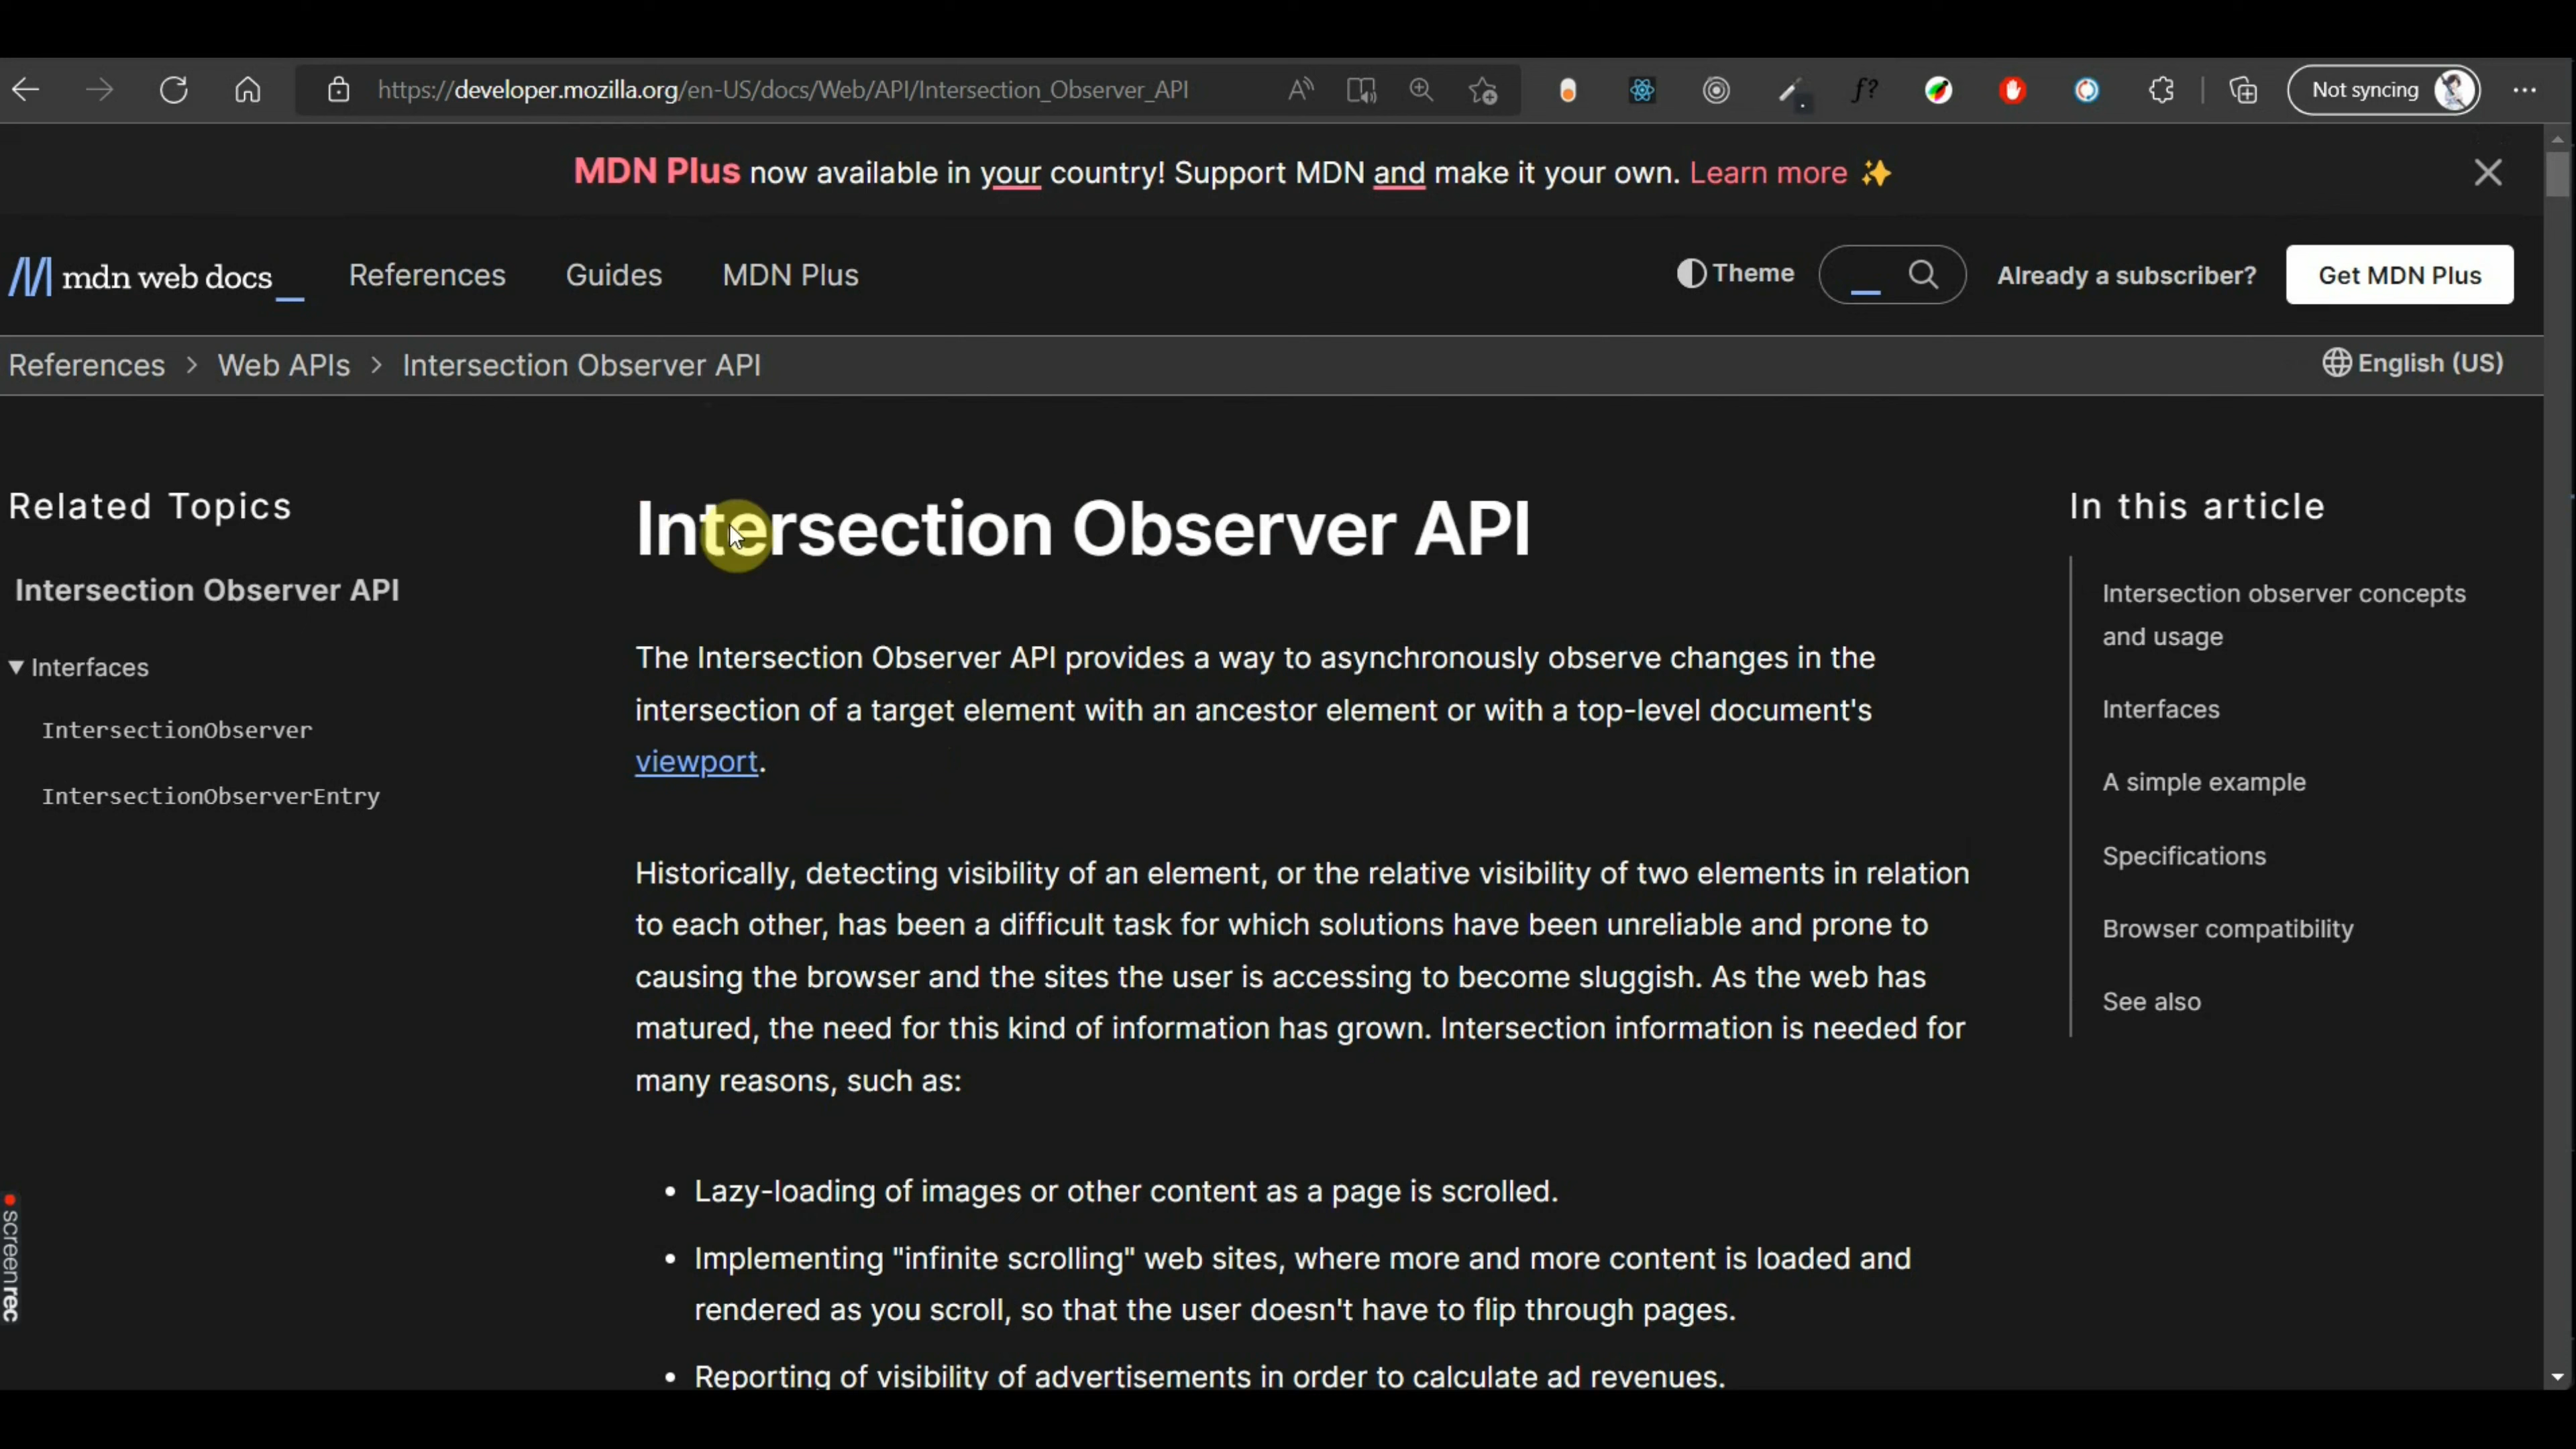 https://developer.mozilla.org/en-US/docs/Web/API/Intersection_Observer_API
Not syncing
MDN Plus now available in your country! Support MDN and make it your own. Learn more ✨
mdn web docs_
References
Guides
MDN Plus
Theme
Already a subscriber?
Get MDN Plus
References > Web APIs > Intersection Observer API
English (US)
Related Topics
Intersection Observer API
Interfaces
IntersectionObserver
IntersectionObserverEntry
Intersection Observer API
The Intersection Observer API provides a way to asynchronously observe changes in the
intersection of a target element with an ancestor element or with a top-level document's
viewport.
Historically, detecting visibility of an element, or the relative visibility of two elements in relation
to each other, has been a difficult task for which solutions have been unreliable and prone to
causing the browser and the sites the user is accessing to become sluggish. As the web has
matured, the need for this kind of information has grown. Intersection information is needed for
many reasons, such as:
• Lazy-loading of images or other content as a page is scrolled.
• Implementing "infinite scrolling" web sites, where more and more content is loaded and
rendered as you scroll, so that the user doesn't have to flip through pages.
• Reporting of visibility of advertisements in order to calculate ad revenues.
In this article
Intersection observer concepts
and usage
Interfaces
A simple example
Specifications
Browser compatibility
See also
screenrec